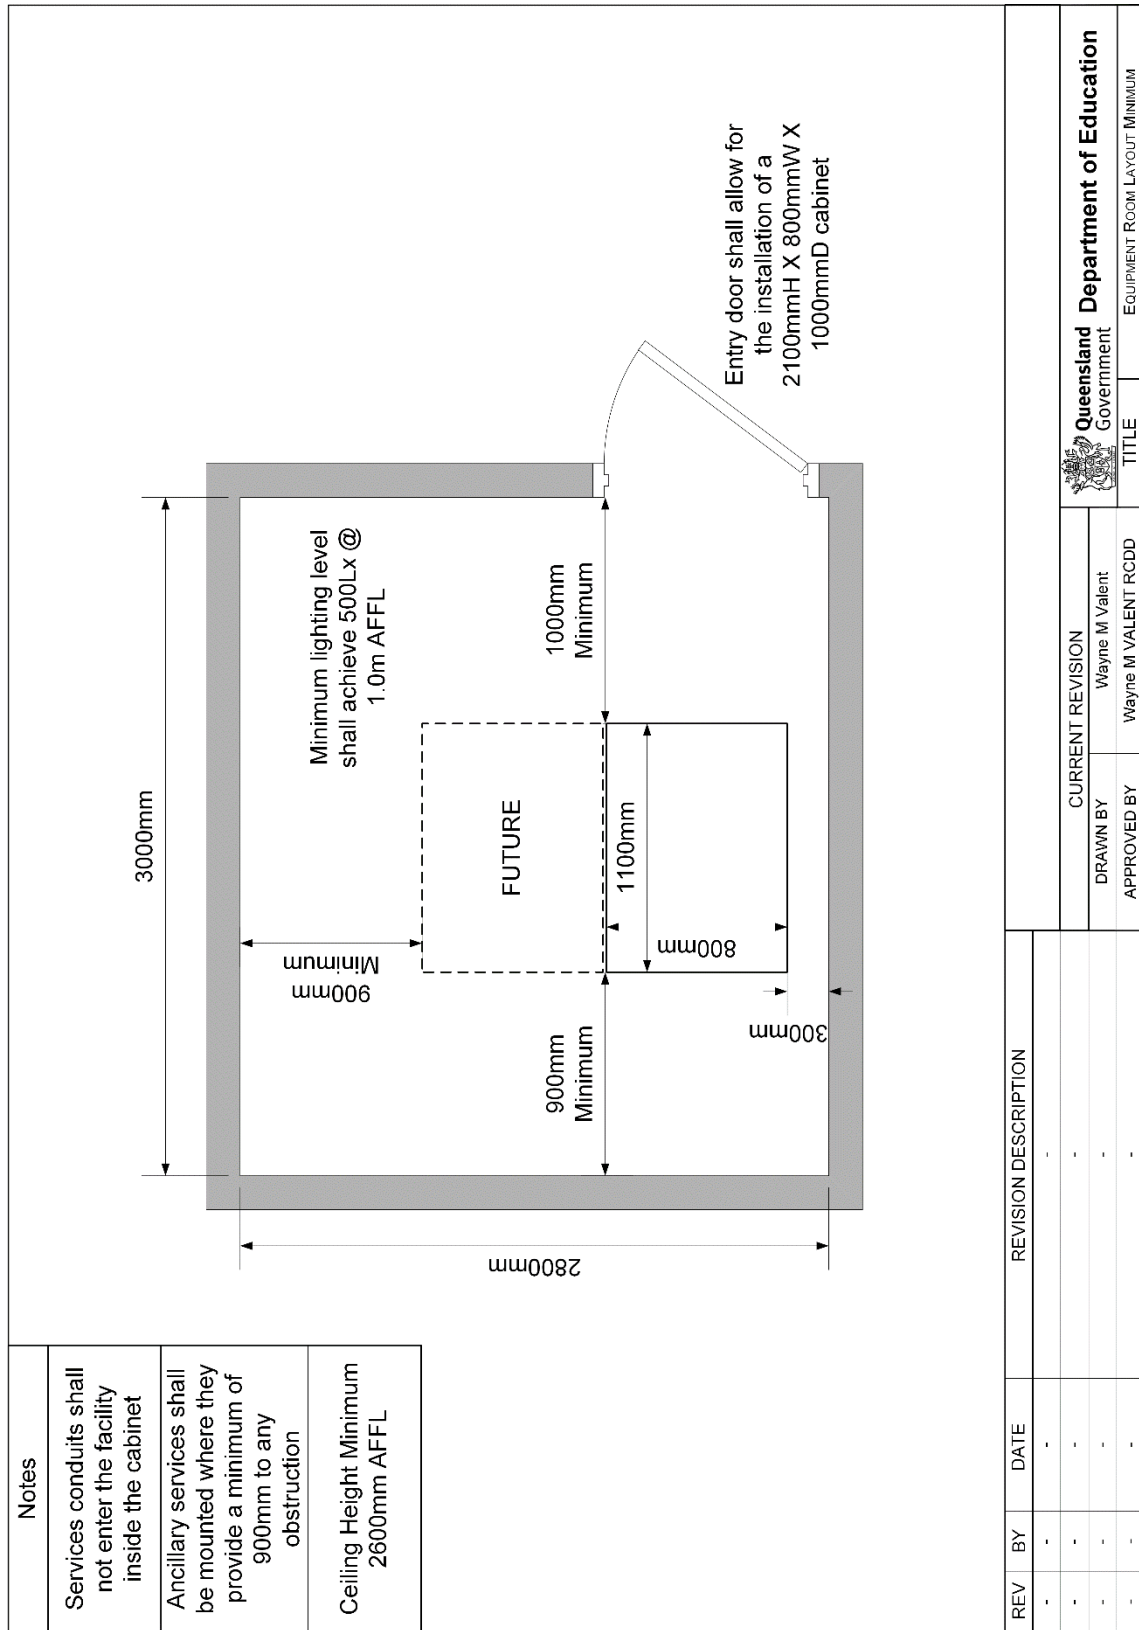 Notes
Services conduits shall
not enter the facility
inside the cabinet
Ancillary services shall
be mounted where they
provide a minimum of
900mm to any
obstruction
Ceiling Height Minimum
2600mm AFFL
3000mm
2800mm
Minimum lighting level
shall achieve 500Lx @
1.0m AFFL
900mm
Minimum
FUTURE
900mm
Minimum
1100mm
800mm
1000mm
Minimum
300mm
Entry door shall allow for
the installation of a
2100mmH X 800mmW X
1000mmD cabinet
REV BY DATE REVISION DESCRIPTION
- - - -
- - - -
- - - -
- - - -
CURRENT REVISION
DRAWN BY Wayne M Valent
APPROVED BY Wayne M VALENT RCDD
Queensland
Government
Department of Education
TITLE EQUIPMENT ROOM LAYOUT MINIMUM